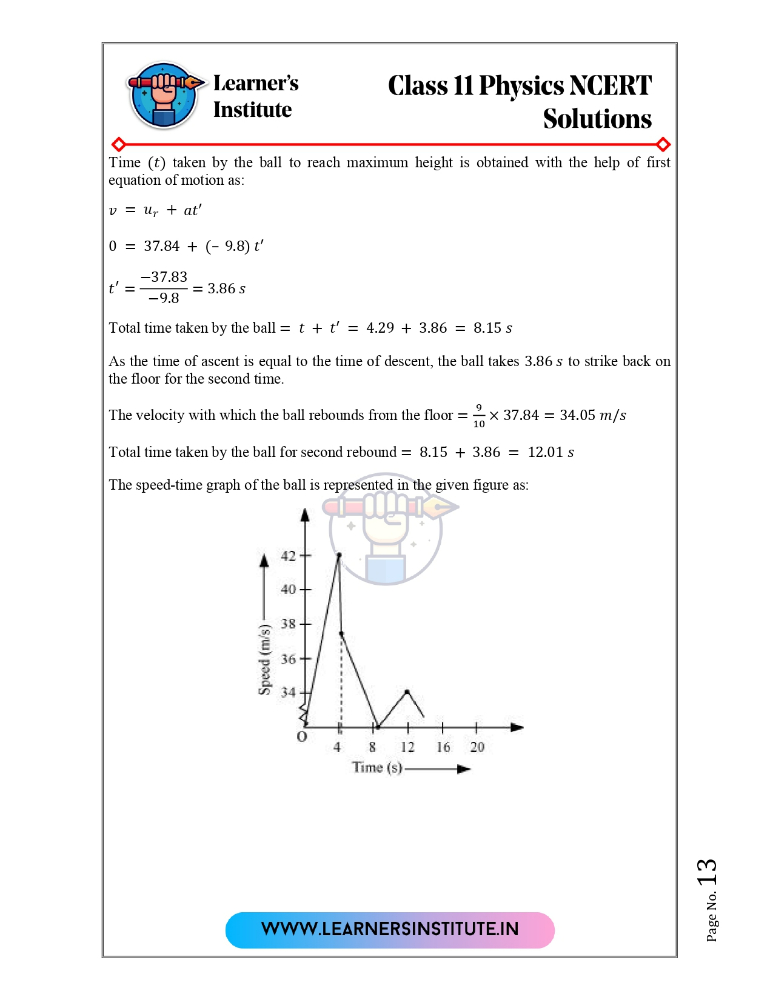 Learner's
Institute
Class 11 Physics NCERT
Solutions
Time (t) taken by the ball to reach maximum height is obtained with the help of first
equation of motion as:
v = uᵣ + at′
0 = 37.84 + (– 9.8) t′
t′ = −37.83/−9.8 = 3.86 s
Total time taken by the ball = t + t′ = 4.29 + 3.86 = 8.15 s
As the time of ascent is equal to the time of descent, the ball takes 3.86 s to strike back on
the floor for the second time.
The velocity with which the ball rebounds from the floor = 9/10 × 37.84 = 34.05 m/s
Total time taken by the ball for second rebound = 8.15 + 3.86 = 12.01 s
The speed-time graph of the ball is represented in the given figure as:
42
40
38
36
34
Speed (m/s)
O
4 8 12 16 20
Time (s)
Page No. 13
WWW.LEARNERSINSTITUTE.IN